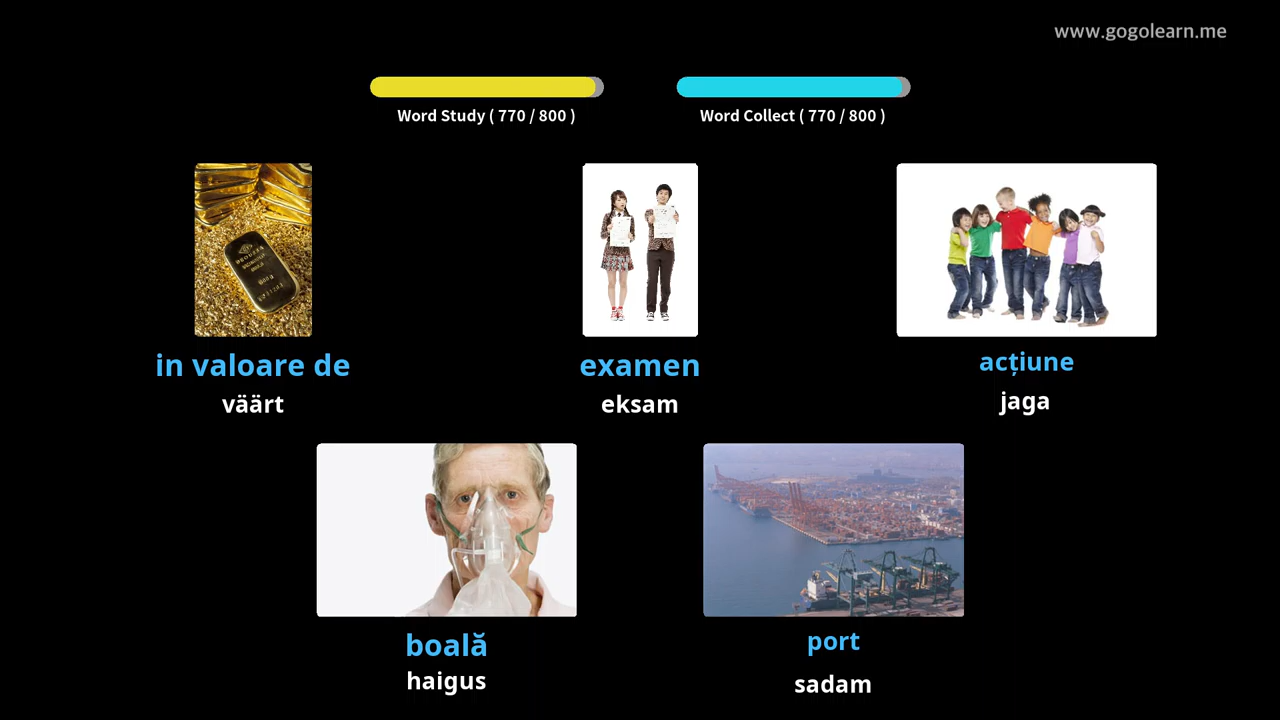 www.gogolearn.me
Word Study ( 770 / 800 )
Word Collect ( 770 / 800 )
in valoare de
väärt
examen
eksam
acțiune
jaga
boală
haigus
port
sadam